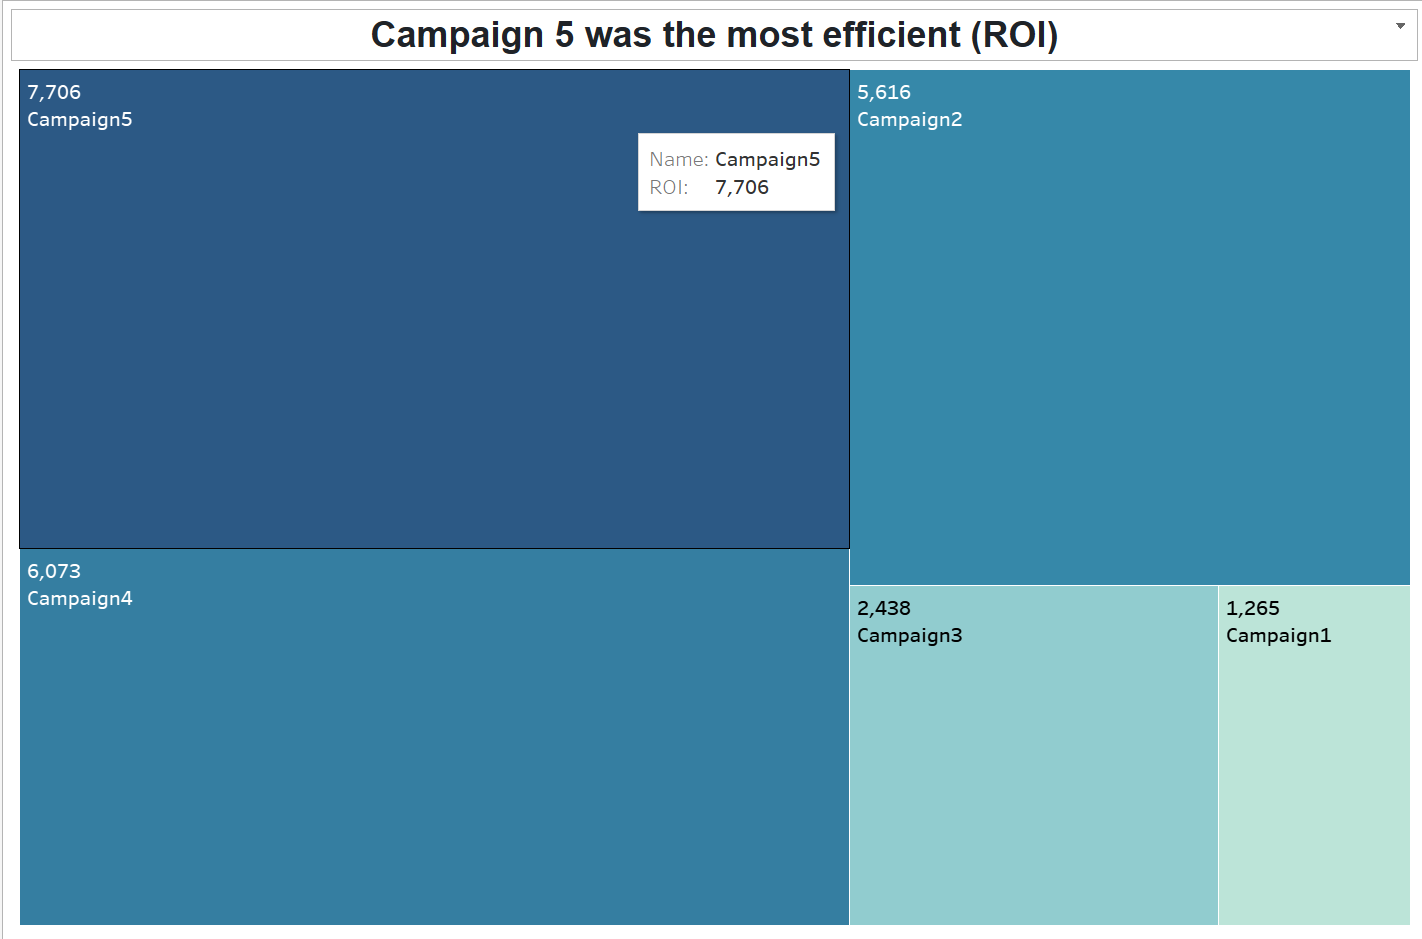 Campaign 5 was the most efficient (ROI)
7,706
Campaign5
Name: Campaign5
ROI: 7,706
5,616
Campaign2
6,073
Campaign4
2,438
Campaign3
1,265
Campaign1